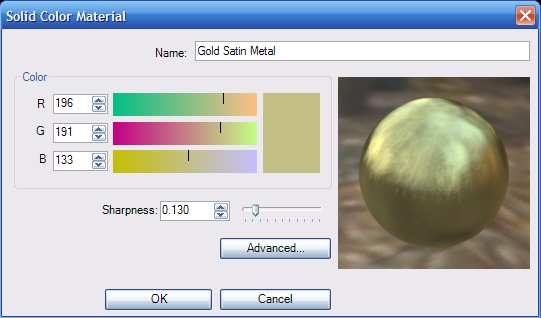 Solid Color Material
Name: Gold Satin Metal
Color
R 196
G 191
B 133
Sharpness: 0.130
Advanced...
OK Cancel